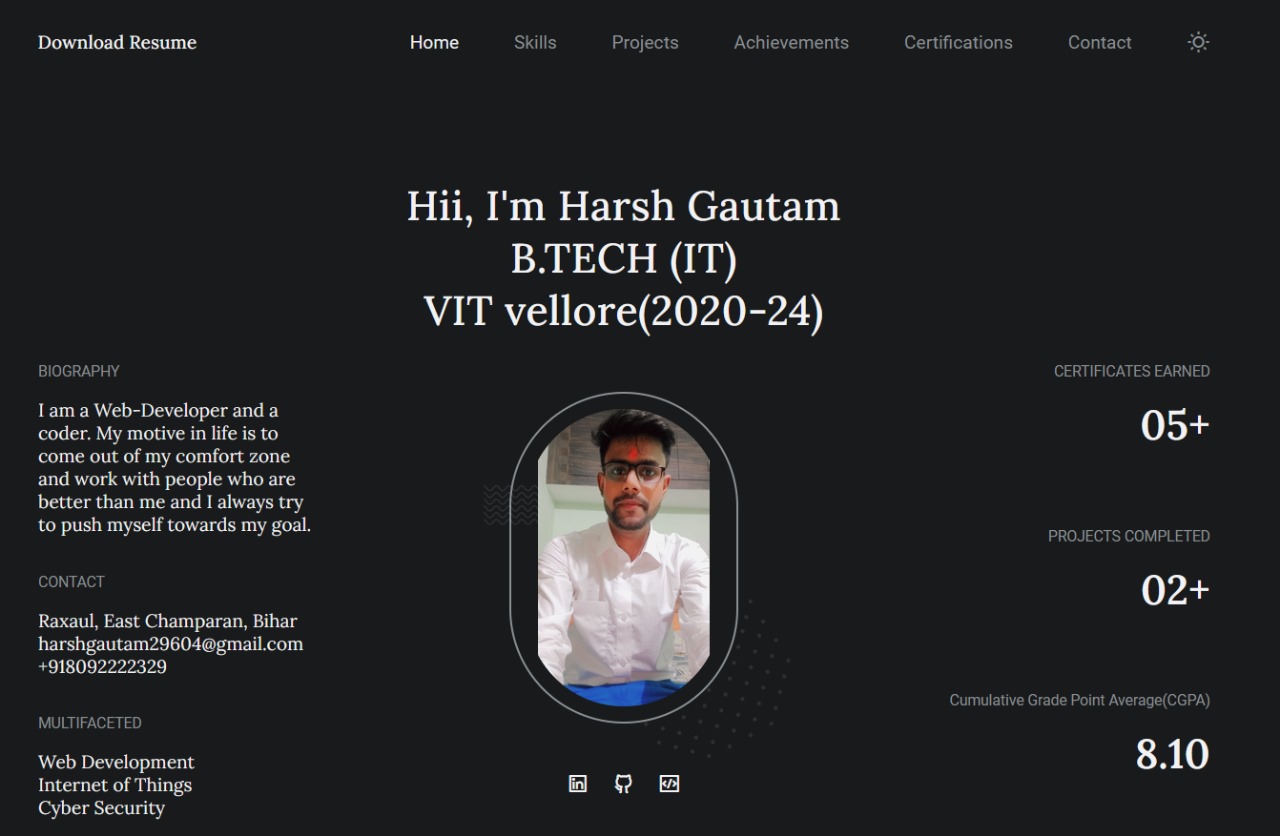 Download Resume
Home
Skills
Projects
Achievements
Certifications
Contact
Hii, I'm Harsh Gautam
B.TECH (IT)
VIT vellore(2020-24)
BIOGRAPHY
I am a Web-Developer and a
coder. My motive in life is to
come out of my comfort zone
and work with people who are
better than me and I always try
to push myself towards my goal.
CONTACT
Raxaul, East Champaran, Bihar
harshgautam29604@gmail.com
+918092222329
MULTIFACETED
Web Development
Internet of Things
Cyber Security
CERTIFICATES EARNED
05+
PROJECTS COMPLETED
02+
Cumulative Grade Point Average(CGPA)
8.10